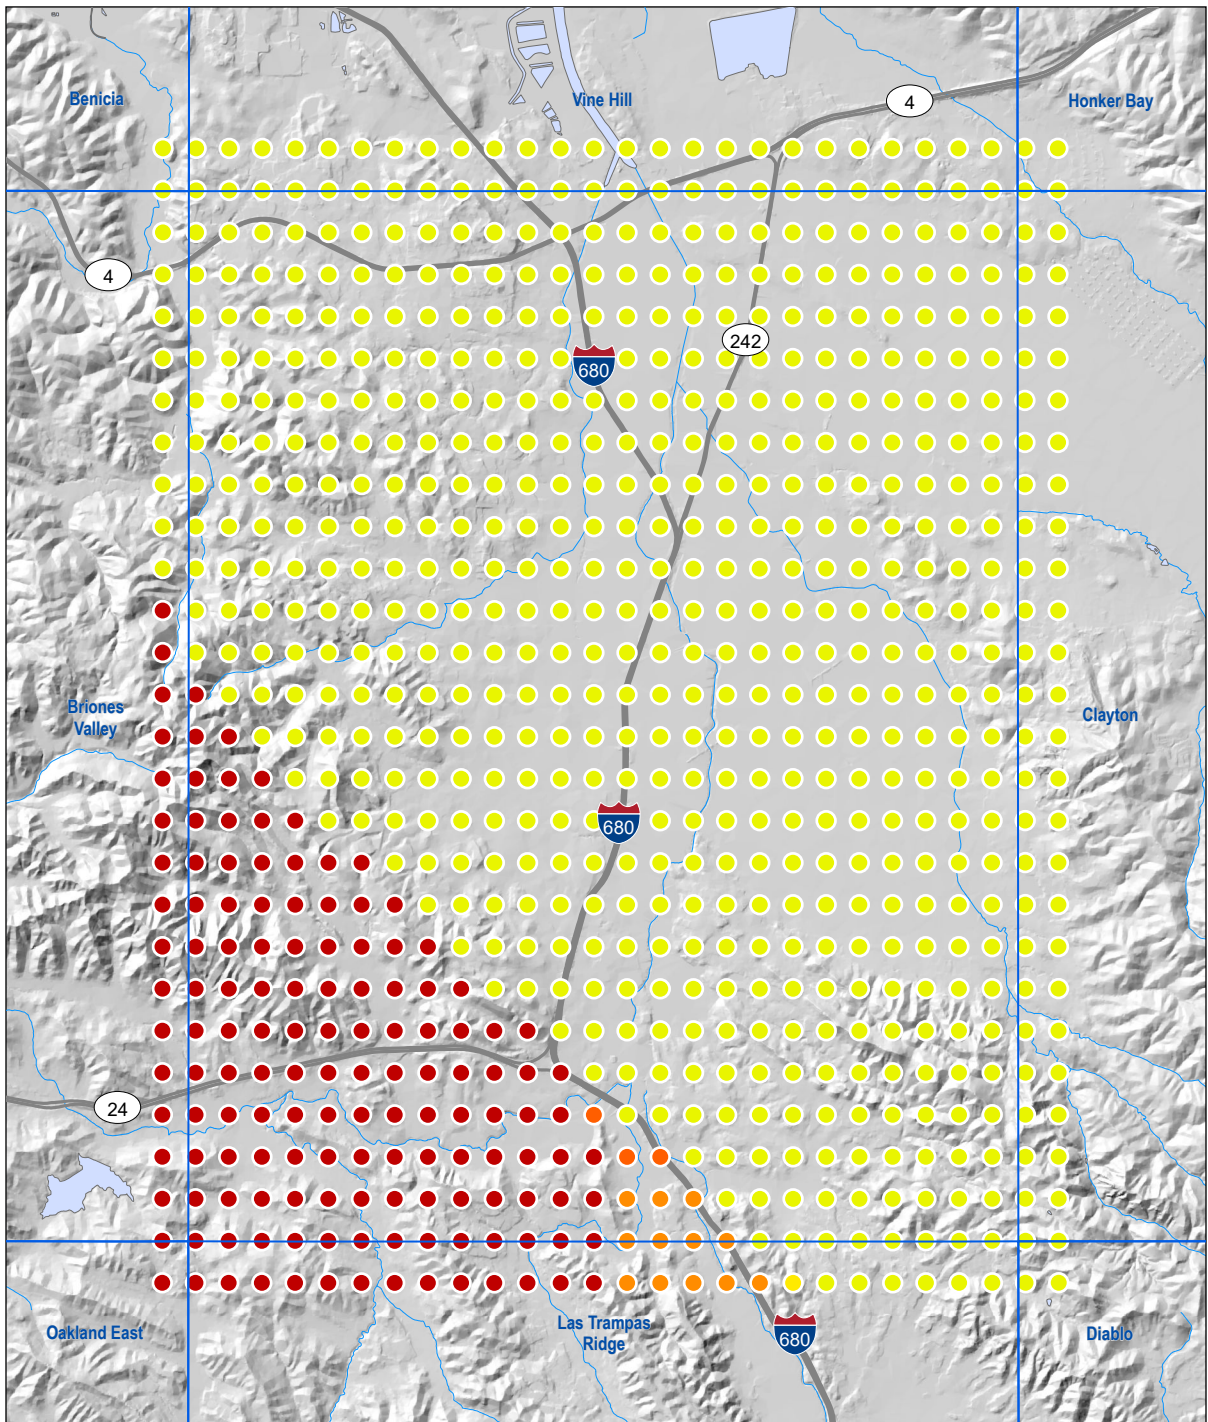 Benicia
Vine Hill
4
Honker Bay
4
242
680
Briones
Valley
Clayton
680
24
Oakland East
Las Trampas
Ridge
680
Diablo